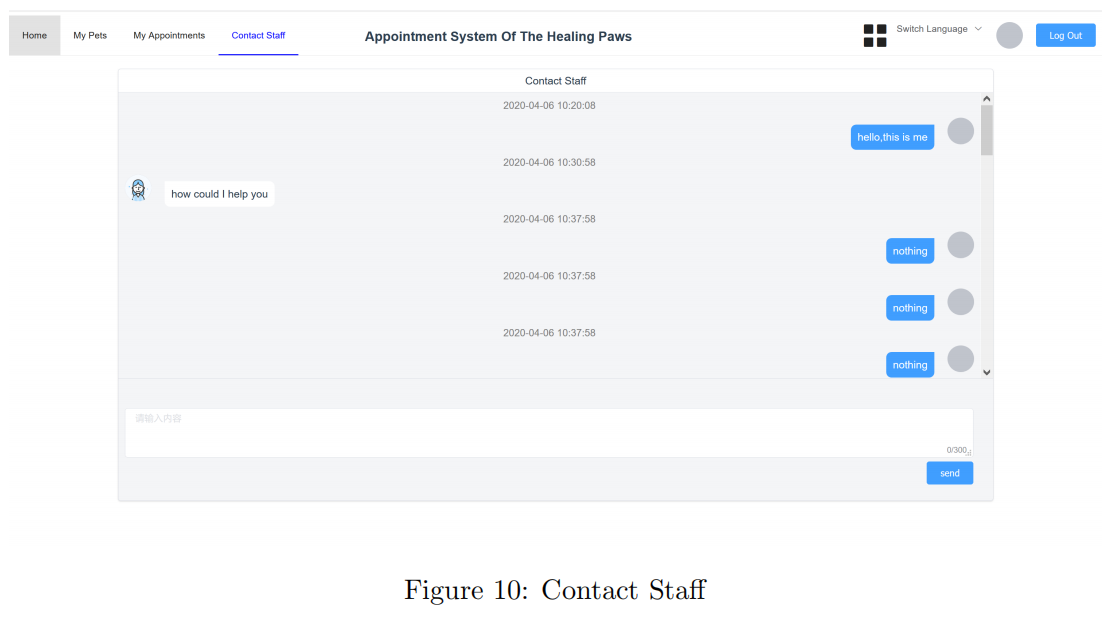 Home My Pets My Appointments Contact Staff Appointment System Of The Healing Paws Switch Language Log Out
Contact Staff
2020-04-06 10:20:08
hello,this is me
2020-04-06 10:30:58
how could I help you
2020-04-06 10:37:58
nothing
2020-04-06 10:37:58
nothing
2020-04-06 10:37:58
nothing
请输入内容
0/300
send
Figure 10: Contact Staff